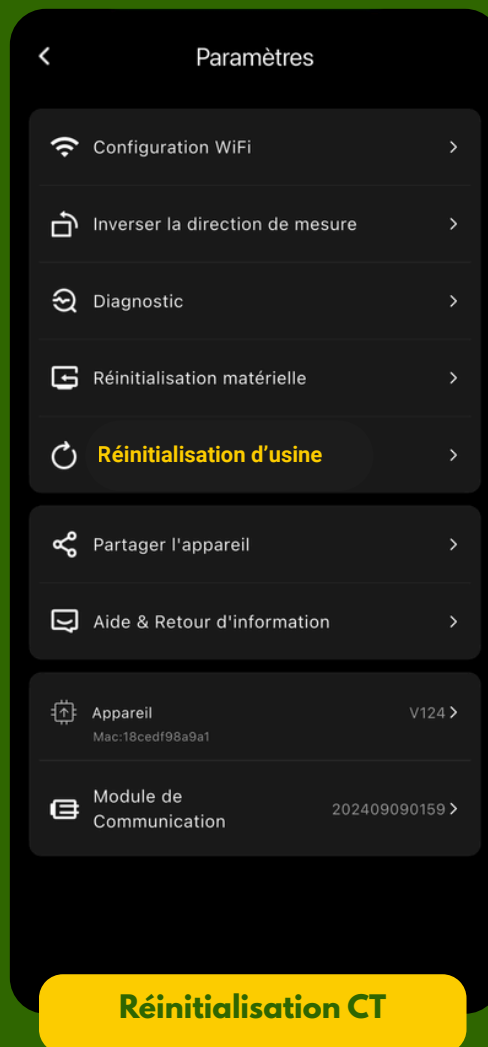 Paramètres
Configuration WiFi
Inverser la direction de mesure
Diagnostic
Réinitialisation matérielle
Réinitialisation d’usine
Partager l'appareil
Aide & Retour d'information
Appareil V124
Mac:18cedf98a9a1
Module de
Communication 202409090159
Réinitialisation CT